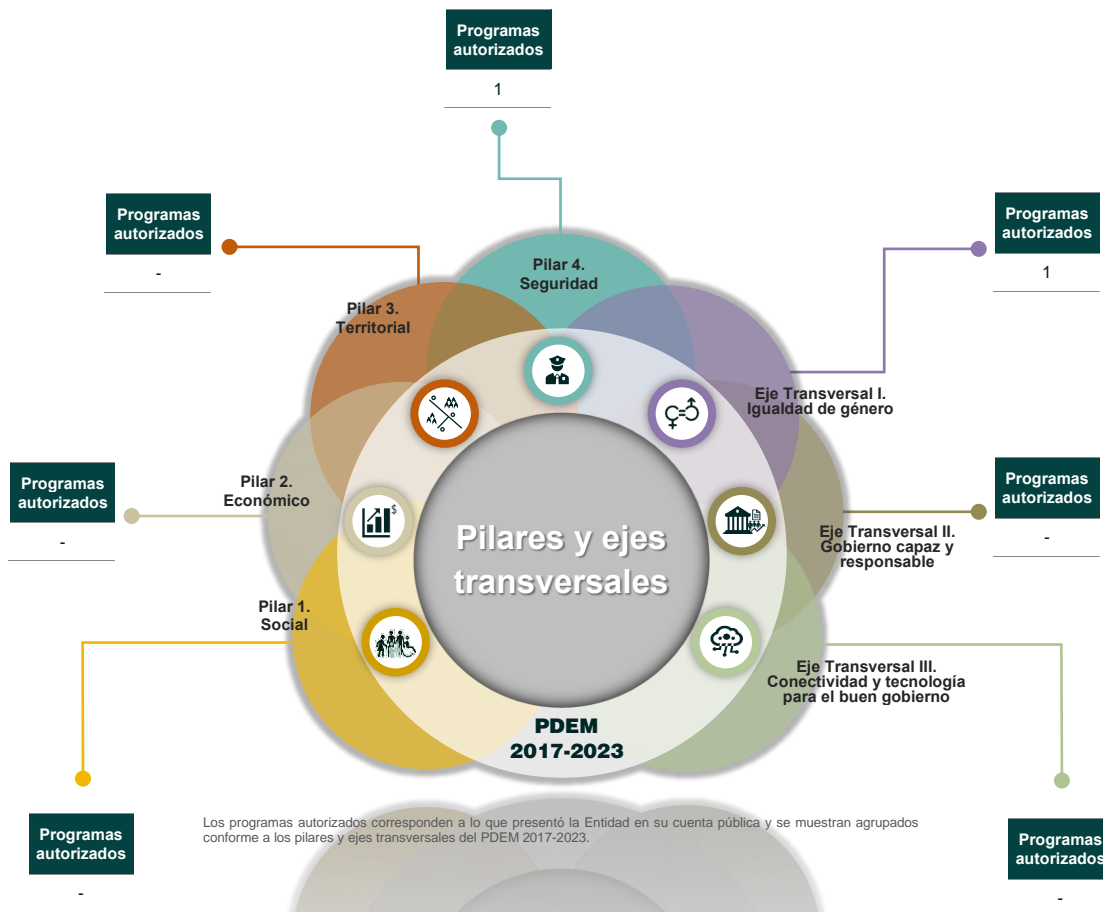 Programas
autorizados
1
Programas
autorizados
-
Programas
autorizados
1
Pilar 4.
Seguridad
Pilar 3.
Territorial
Eje Transversal I.
Igualdad de género
Programas
autorizados
-
Pilar 2.
Económico
$
Programas
autorizados
-
Eje Transversal II.
Gobierno capaz y
responsable
Pilares y ejes
transversales
Pilar 1.
Social
Eje Transversal III.
Conectividad y tecnología
para el buen gobierno
PDEM
2017-2023
Programas
autorizados
-
Los programas autorizados corresponden a lo que presentó la Entidad en su cuenta pública y se muestran agrupados
conforme a los pilares y ejes transversales del PDEM 2017-2023.
Programas
autorizados
-